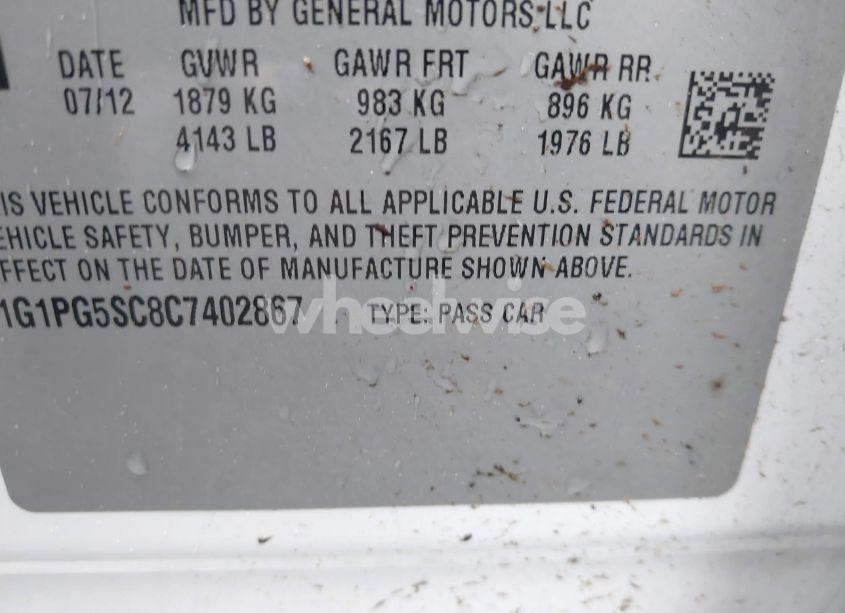 MFD BY GENERAL MOTORS LLC
DATE GVWR GAWR FRT GAWR RR
07/12 1879 KG 983 KG 896 KG
4143 LB 2167 LB 1976 LB
IS VEHICLE CONFORMS TO ALL APPLICABLE U.S. FEDERAL MOTOR
EHICLE SAFETY, BUMPER, AND THEFT PREVENTION STANDARDS IN
FFECT ON THE DATE OF MANUFACTURE SHOWN ABOVE.
1G1PG5SC8C7402867 TYPE: PASS CAR
wheelwise